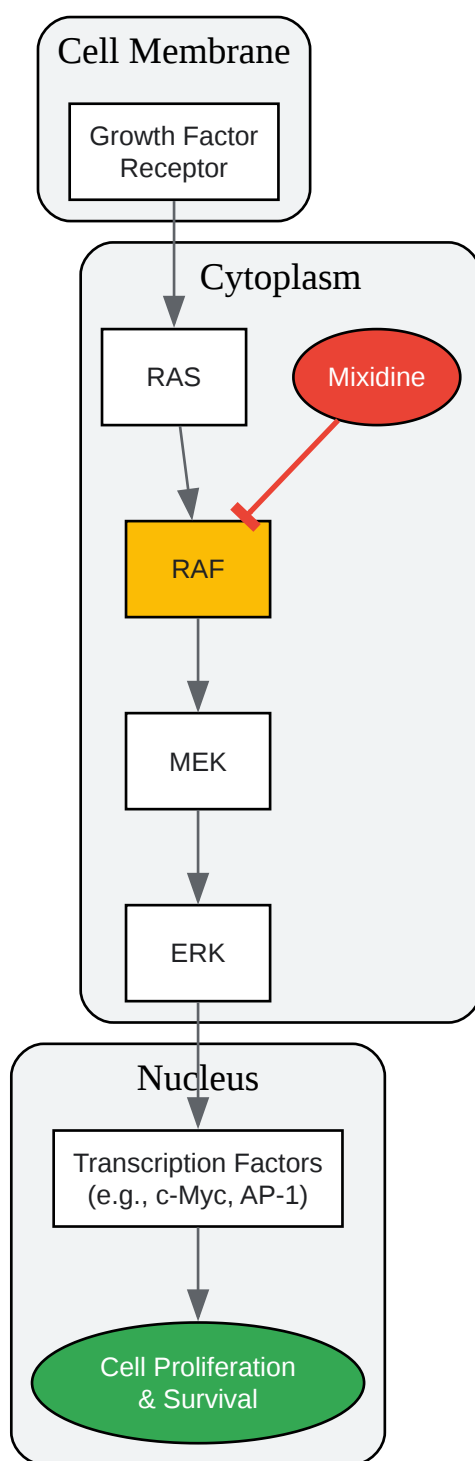 Cell Membrane
Growth Factor
Receptor
Cytoplasm
RAS
Mixidine
RAF
MEK
ERK
Nucleus
Transcription Factors
(e.g., c-Myc, AP-1)
Cell Proliferation
& Survival